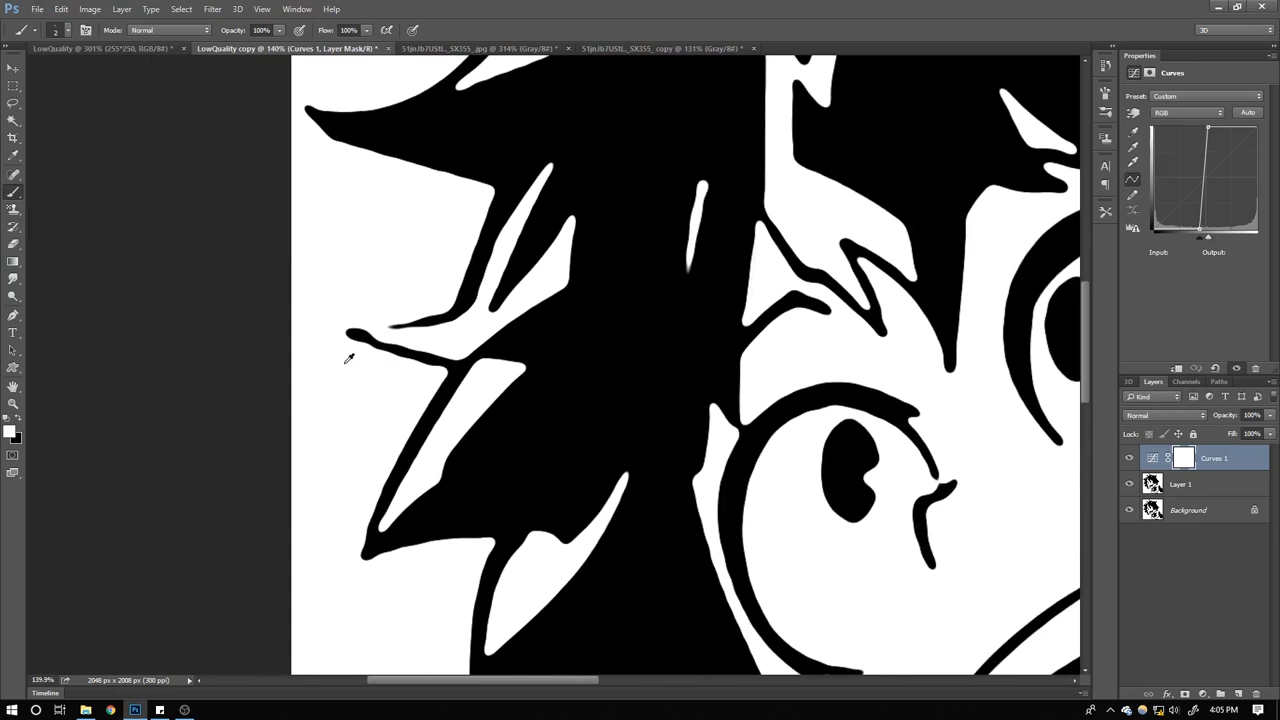 Ps File Edit Image Layer Type Select Filter 3D View Window Help
2 Mode: Normal Opacity: 100% Flow: 100% 3D
LowQuality @ 301% (255*250, RGB/8#) * × LowQuality copy @ 140% (Curves 1, Layer Mask/8) * × 51jnJb7UStL._SX355_.jpg @ 314% (Gray/8#) * × 51jnJb7UStL._SX355_ copy @ 131% (Gray/8#) * ×
Properties
Curves
Preset: Custom
RGB Auto
Input: Output:
3D Layers Channels Paths
Kind
Normal Opacity: 100%
Lock: Fill: 100%
Curves 1
Layer 1
Background
139.9% 2048 px x 2008 px (300 ppi)
Timeline
4:05 PM